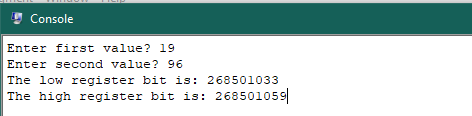 Console
Enter first value? 19
Enter second value? 96
The low register bit is: 268501033
The high register bit is: 268501059